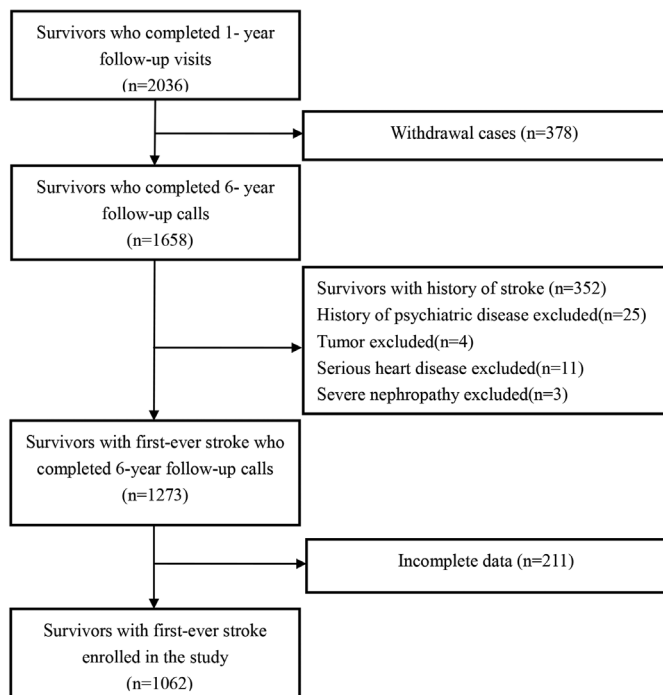 Survivors who completed 1- year
follow-up visits
(n=2036)
Withdrawal cases (n=378)
Survivors who completed 6- year
follow-up calls
(n=1658)
Survivors with history of stroke (n=352)
History of psychiatric disease excluded(n=25)
Tumor excluded(n=4)
Serious heart disease excluded(n=11)
Severe nephropathy excluded(n=3)
Survivors with first-ever stroke who
completed 6-year follow-up calls
(n=1273)
Incomplete data (n=211)
Survivors with first-ever stroke
enrolled in the study
(n=1062)